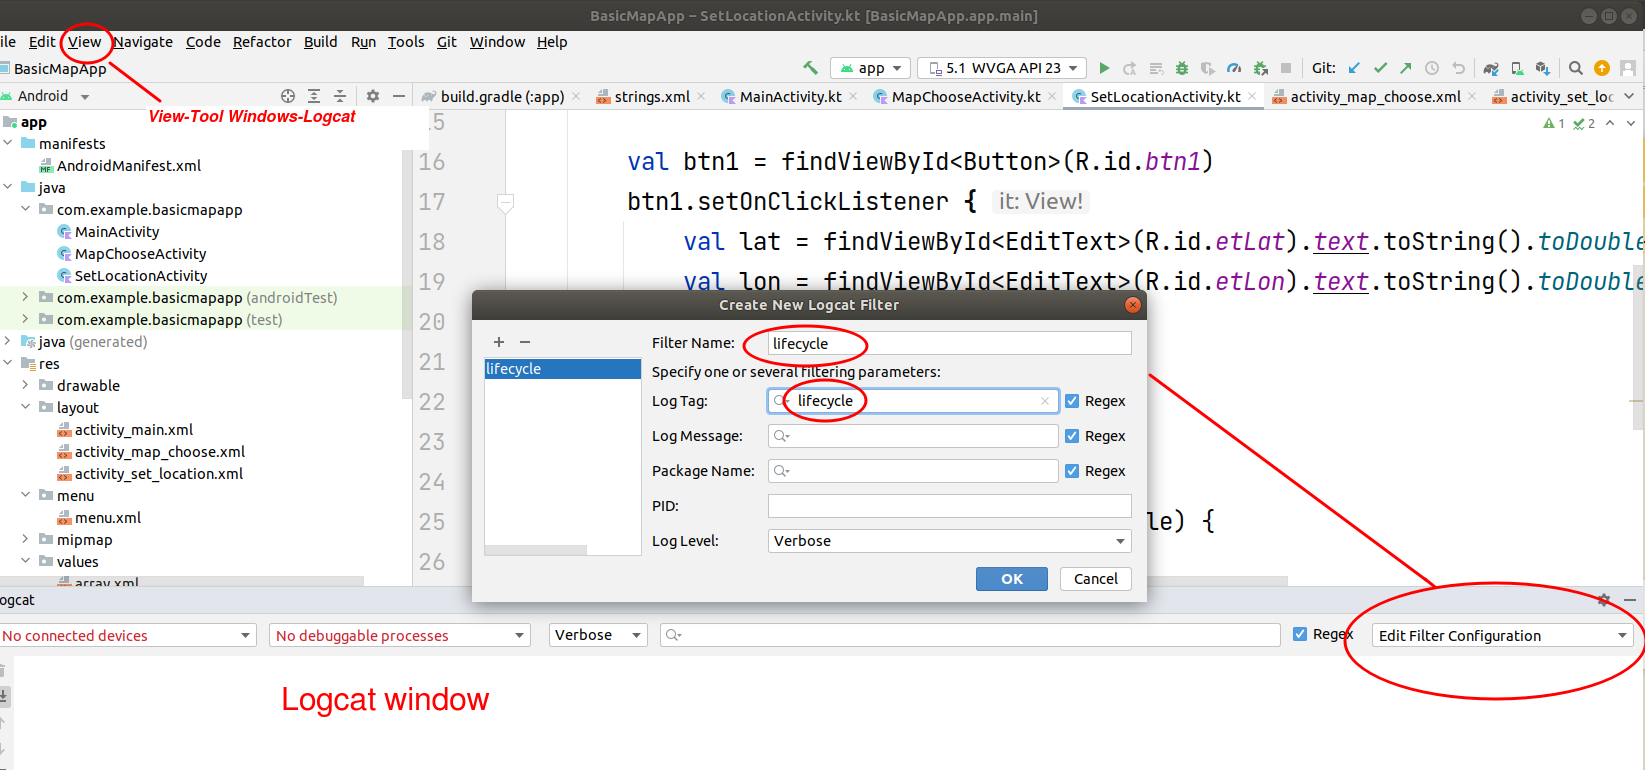 BasicMapApp – SetLocationActivity.kt [BasicMapApp.app.main]
ile Edit View Navigate Code Refactor Build Run Tools Git Window Help
BasicMapApp
app
5.1 WVGA API 23
Git:
Android
build.gradle (:app)
strings.xml
MainActivity.kt
MapChooseActivity.kt
SetLocationActivity.kt
activity_map_choose.xml
activity_set_loc
View-Tool Windows-Logcat
1 2
app
manifests
AndroidManifest.xml
java
com.example.basicmapapp
MainActivity
MapChooseActivity
SetLocationActivity
com.example.basicmapapp (androidTest)
com.example.basicmapapp (test)
java (generated)
res
drawable
layout
activity_main.xml
activity_map_choose.xml
activity_set_location.xml
menu
menu.xml
mipmap
values
array.xml
15
16 val btn1 = findViewById<Button>(R.id.btn1)
17 btn1.setOnClickListener { it: View!
18 val lat = findViewById<EditText>(R.id.etLat).text.toString().toDouble
19 val lon = findViewById<EditText>(R.id.etLon).text.toString().toDouble
20
21
22
23
24
25 le) {
26
Create New Logcat Filter
lifecycle
Filter Name: lifecycle
Specify one or several filtering parameters:
Log Tag: lifecycle Regex
Log Message: Regex
Package Name: Regex
PID:
Log Level: Verbose
OK Cancel
ogcat
No connected devices No debuggable processes Verbose Regex Edit Filter Configuration
Logcat window